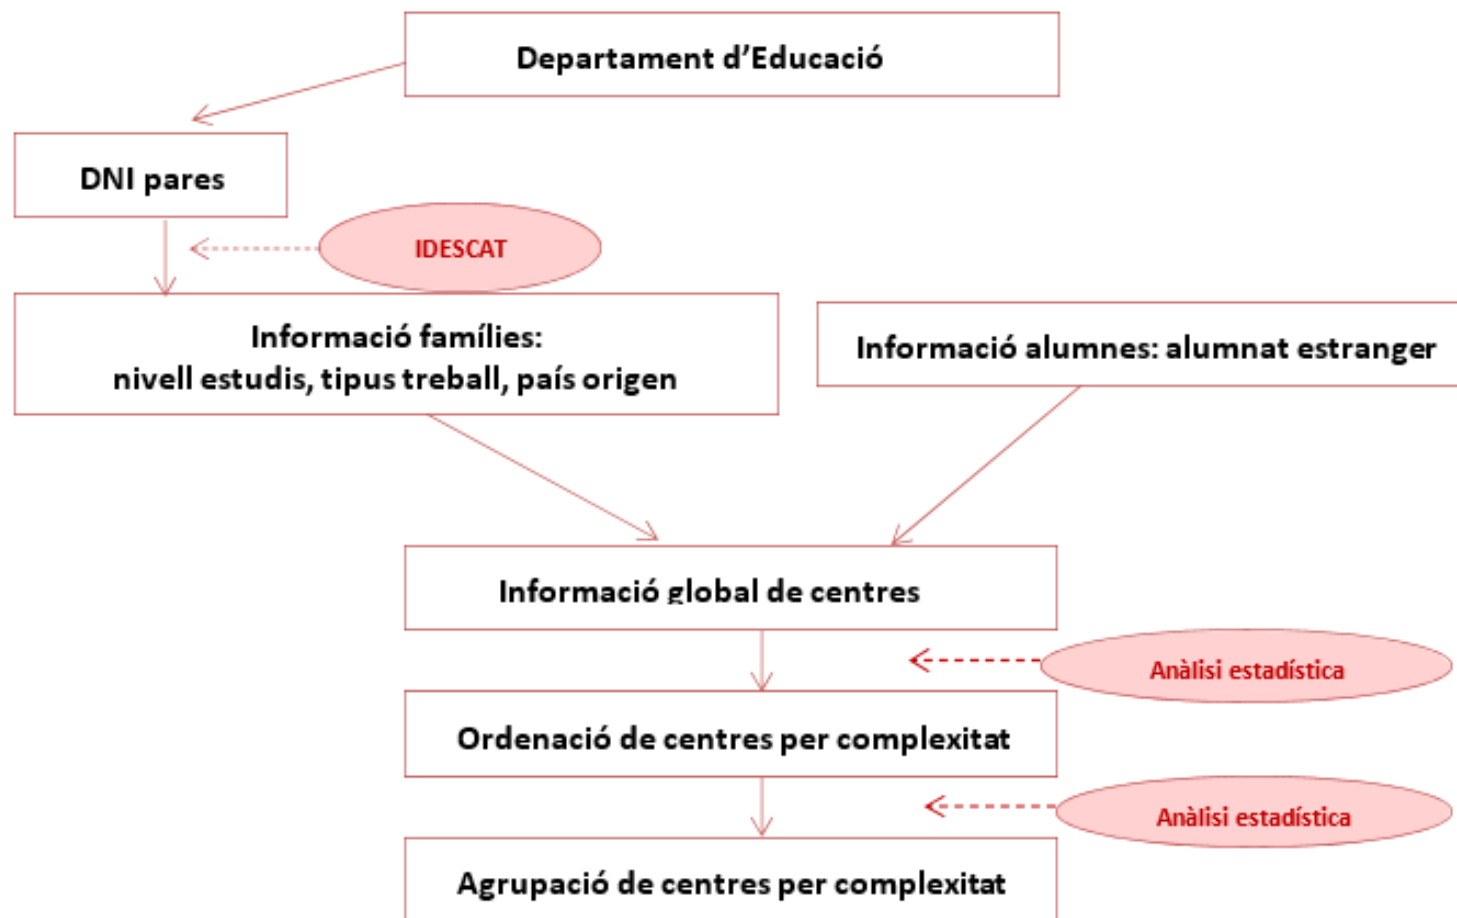 Departament d’Educació
DNI pares
IDESCAT
Informació famílies:
nivell estudis, tipus treball, país origen
Informació alumnes: alumnat estranger
Informació global de centres
Anàlisi estadística
Ordenació de centres per complexitat
Anàlisi estadística
Agrupació de centres per complexitat